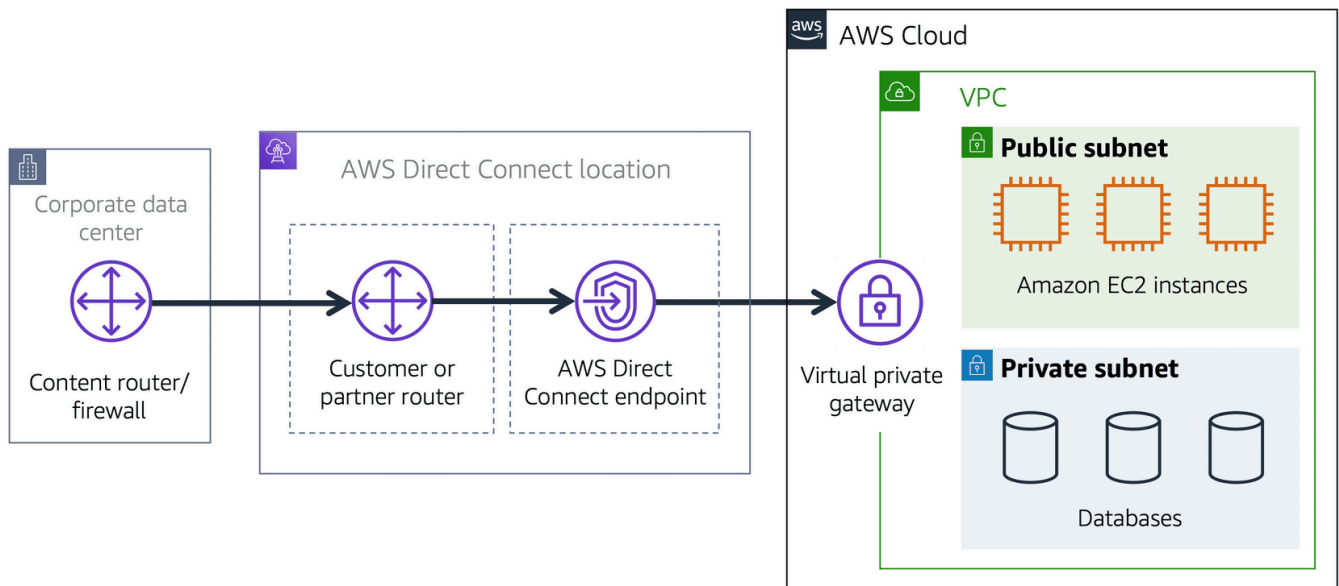 aws
AWS Cloud
VPC
Public subnet
Amazon EC2 instances
Private subnet
Databases
Virtual private
gateway
AWS Direct Connect location
Customer or
partner router
AWS Direct
Connect endpoint
Corporate data
center
Content router/
firewall